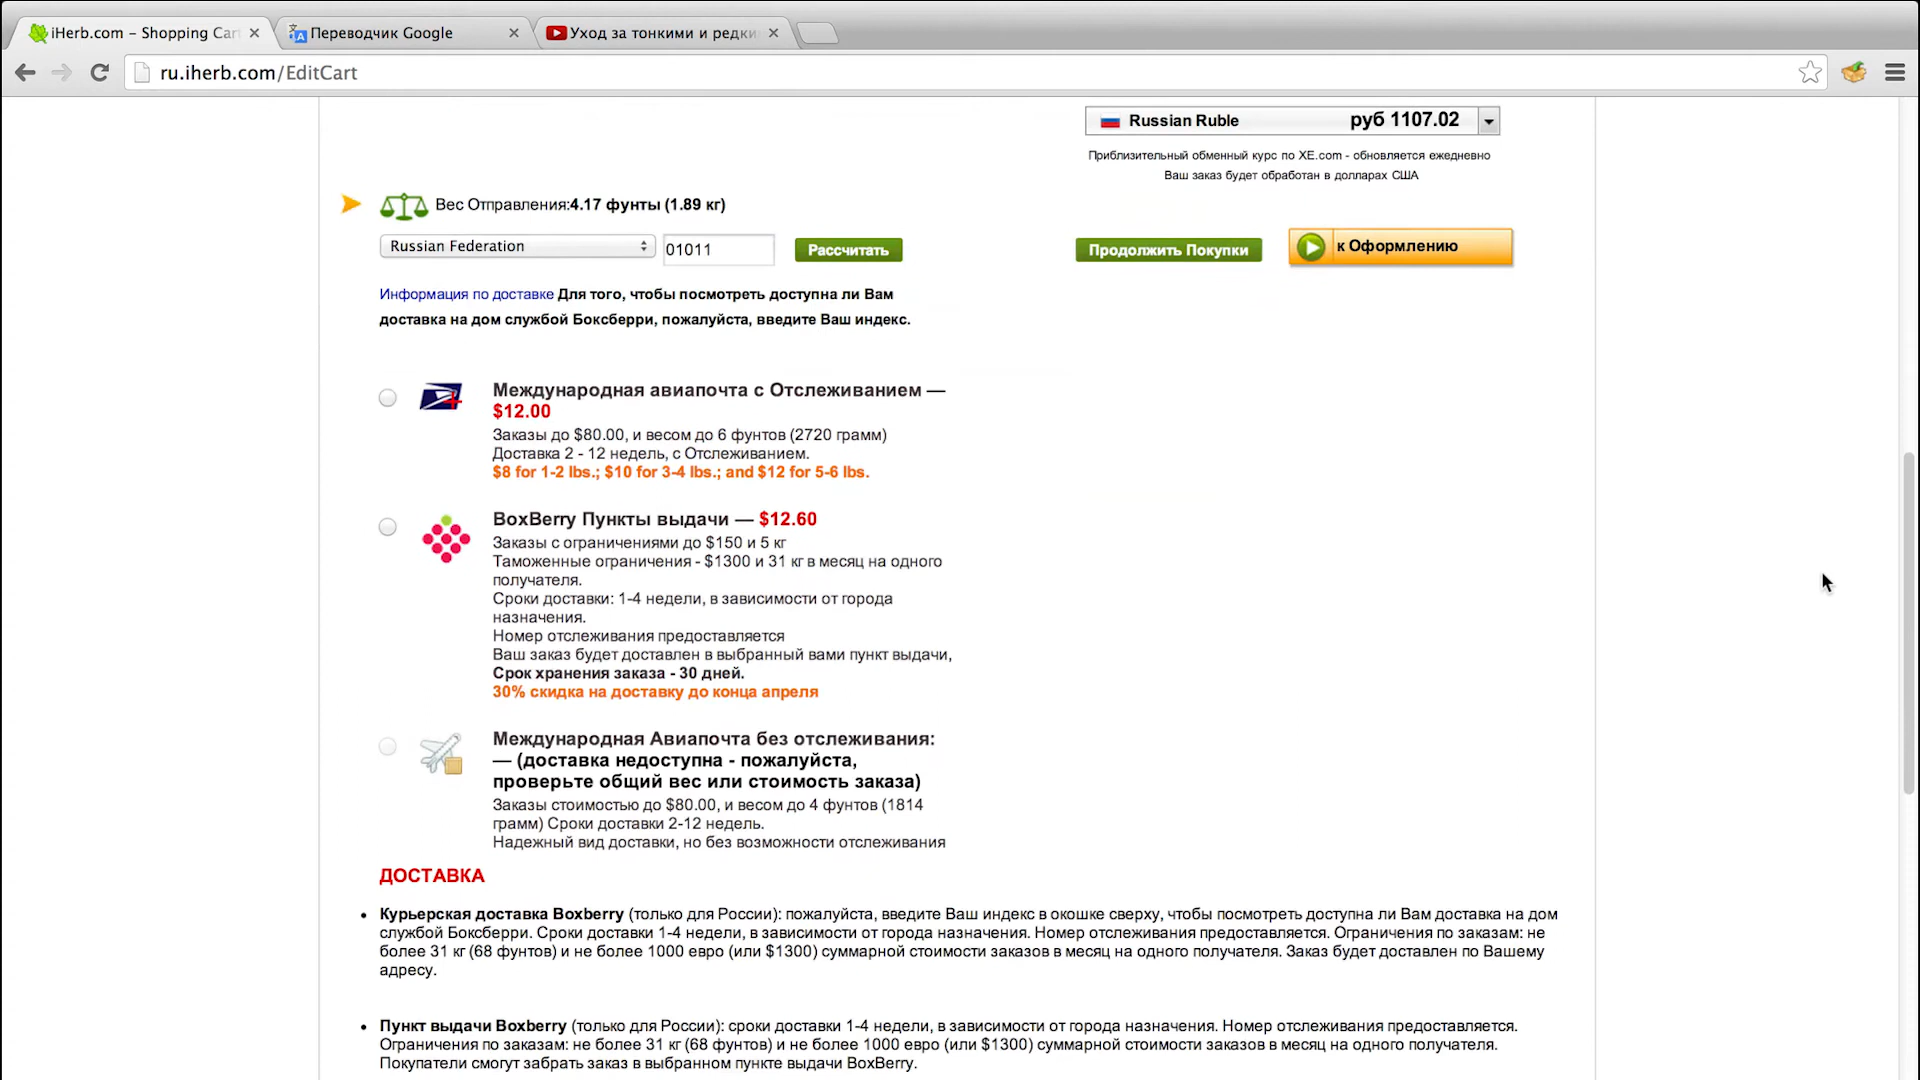 iHerb.com – Shopping Cart
Переводчик Google
Уход за тонкими и редки
ru.iherb.com/EditCart
Russian Ruble руб 1107.02
Приблизительный обменный курс по XE.com - обновляется ежедневно
Ваш заказ будет обработан в долларах США
Вес Отправления:4.17 фунты (1.89 кг)
Russian Federation 01011 Рассчитать Продолжить Покупки к Оформлению
Информация по доставке Для того, чтобы посмотреть доступна ли Вам
доставка на дом службой Боксберри, пожалуйста, введите Ваш индекс.
Международная авиапочта с Отслеживанием —
$12.00
Заказы до $80.00, и весом до 6 фунтов (2720 грамм)
Доставка 2 - 12 недель, с Отслеживанием.
$8 for 1-2 lbs.; $10 for 3-4 lbs.; and $12 for 5-6 lbs.
BoxBerry Пункты выдачи — $12.60
Заказы с ограничениями до $150 и 5 кг
Таможенные ограничения - $1300 и 31 кг в месяц на одного
получателя.
Сроки доставки: 1-4 недели, в зависимости от города
назначения.
Номер отслеживания предоставляется
Ваш заказ будет доставлен в выбранный вами пункт выдачи,
Срок хранения заказа - 30 дней.
30% скидка на доставку до конца апреля
Международная Авиапочта без отслеживания:
— (доставка недоступна - пожалуйста,
проверьте общий вес или стоимость заказа)
Заказы стоимостью до $80.00, и весом до 4 фунтов (1814
грамм) Сроки доставки 2-12 недель.
Надежный вид доставки, но без возможности отслеживания
ДОСТАВКА
• Курьерская доставка Boxberry (только для России): пожалуйста, введите Ваш индекс в окошке сверху, чтобы посмотреть доступна ли Вам доставка на дом
службой Боксберри. Сроки доставки 1-4 недели, в зависимости от города назначения. Номер отслеживания предоставляется. Ограничения по заказам: не
более 31 кг (68 фунтов) и не более 1000 евро (или $1300) суммарной стоимости заказов в месяц на одного получателя. Заказ будет доставлен по Вашему
адресу.
• Пункт выдачи Boxberry (только для России): сроки доставки 1-4 недели, в зависимости от города назначения. Номер отслеживания предоставляется.
Ограничения по заказам: не более 31 кг (68 фунтов) и не более 1000 евро (или $1300) суммарной стоимости заказов в месяц на одного получателя.
Покупатели смогут забрать заказ в выбранном пункте выдачи BoxBerry.